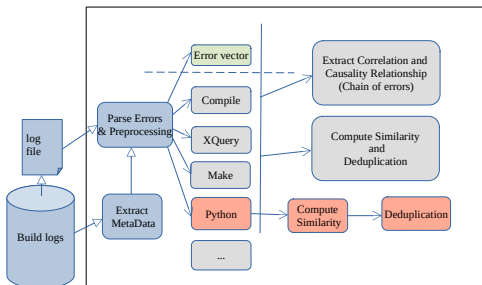 Error vector
Extract Correlation and
Causality Relationship
(Chain of errors)
Compile
Parse Errors
& Preprocessing
log
file
XQuery
Compute Similarity
and
Deduplication
Make
Extract
MetaData
Python
Compute
Similarity
Deduplication
Build logs
...